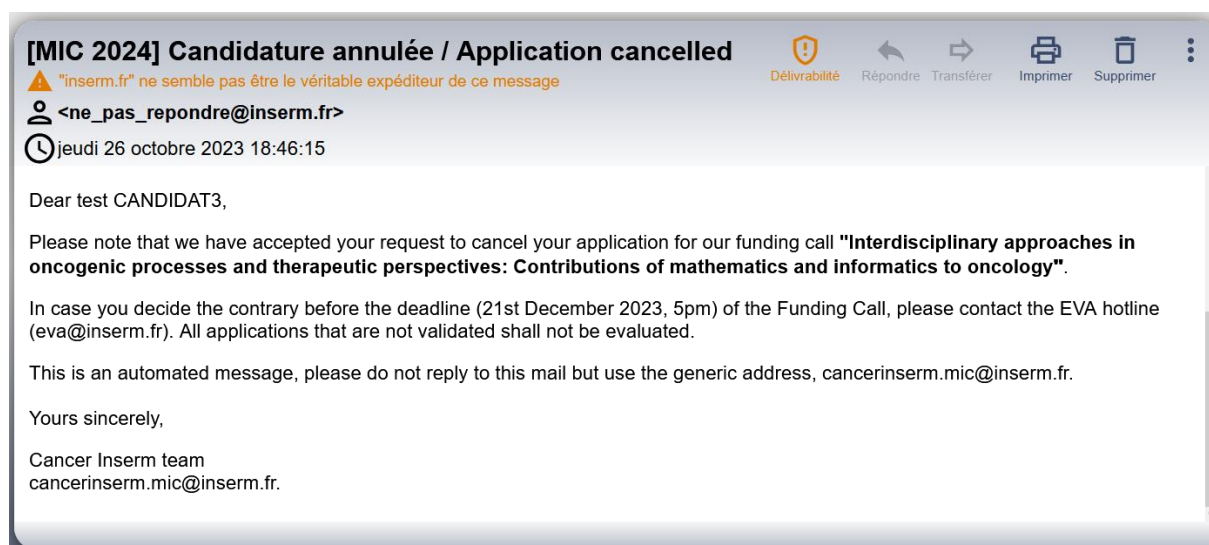 [MIC 2024] Candidature annulée / Application cancelled
Délivrabilité Répondre Transférer Imprimer Supprimer
"inserm.fr" ne semble pas être le véritable expéditeur de ce message
<ne_pas_repondre@inserm.fr>
jeudi 26 octobre 2023 18:46:15
Dear test CANDIDAT3,
Please note that we have accepted your request to cancel your application for our funding call "Interdisciplinary approaches in
oncogenic processes and therapeutic perspectives: Contributions of mathematics and informatics to oncology".
In case you decide the contrary before the deadline (21st December 2023, 5pm) of the Funding Call, please contact the EVA hotline
(eva@inserm.fr). All applications that are not validated shall not be evaluated.
This is an automated message, please do not reply to this mail but use the generic address, cancerinserm.mic@inserm.fr.
Yours sincerely,
Cancer Inserm team
cancerinserm.mic@inserm.fr.